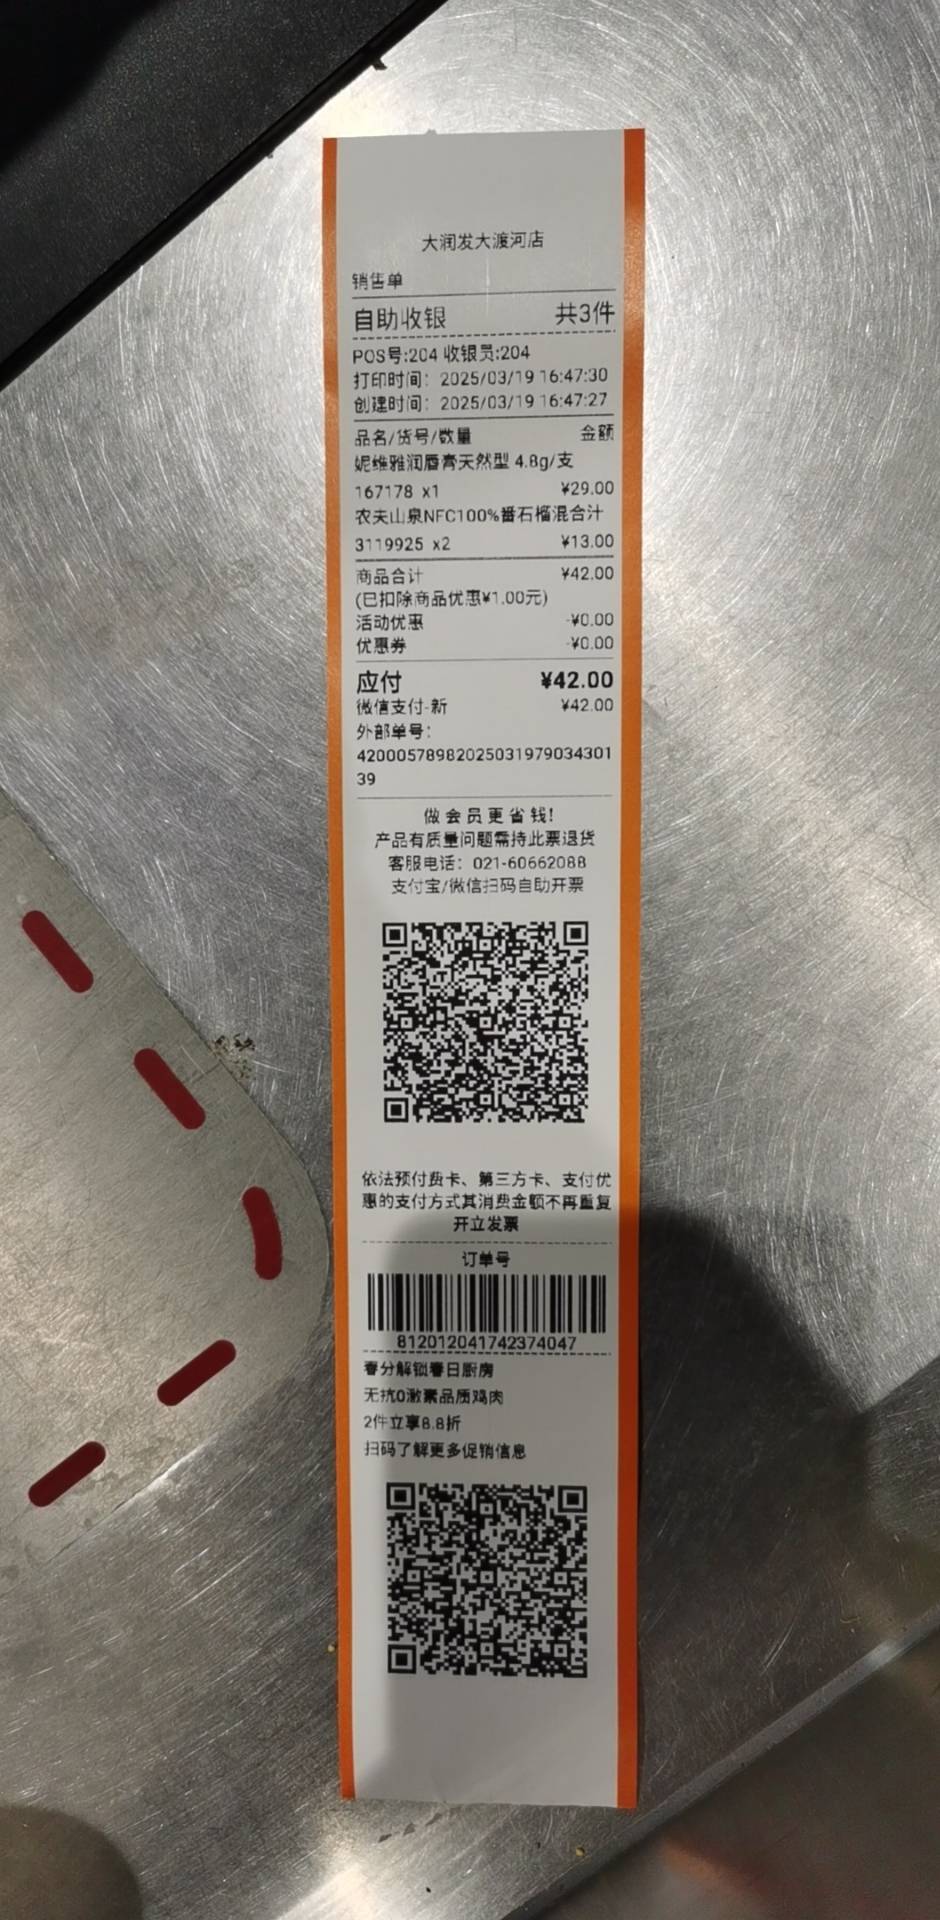 大润发大渡河店
销售单
自助收银 共3件
POS号:204 收银员:204
打印时间：2025/03/19 16:47:30
创建时间：2025/03/19 16:47:27
品名/货号/数量 金额
妮维雅润唇膏天然型 4.8g/支
167178 x1 ¥29.00
农夫山泉NFC100%番石榴混合汁
3119925 x2 ¥13.00
商品合计 ¥42.00
(已扣除商品优惠¥1.00元)
活动优惠 -¥0.00
优惠券 -¥0.00
应付 ¥42.00
微信支付-新 ¥42.00
外部单号：
42000578982025031979034301
39
做会员更省钱!
产品有质量问题需持此票退货
客服电话：021-60662088
支付宝/微信扫码自助开票
依法预付费卡、第三方卡、支付优
惠的支付方式其消费金额不再重复
开立发票
订单号
812012041742374047
春分解锁春日厨房
无抗0激素品质鸡肉
2件立享8.8折
扫码了解更多促销信息